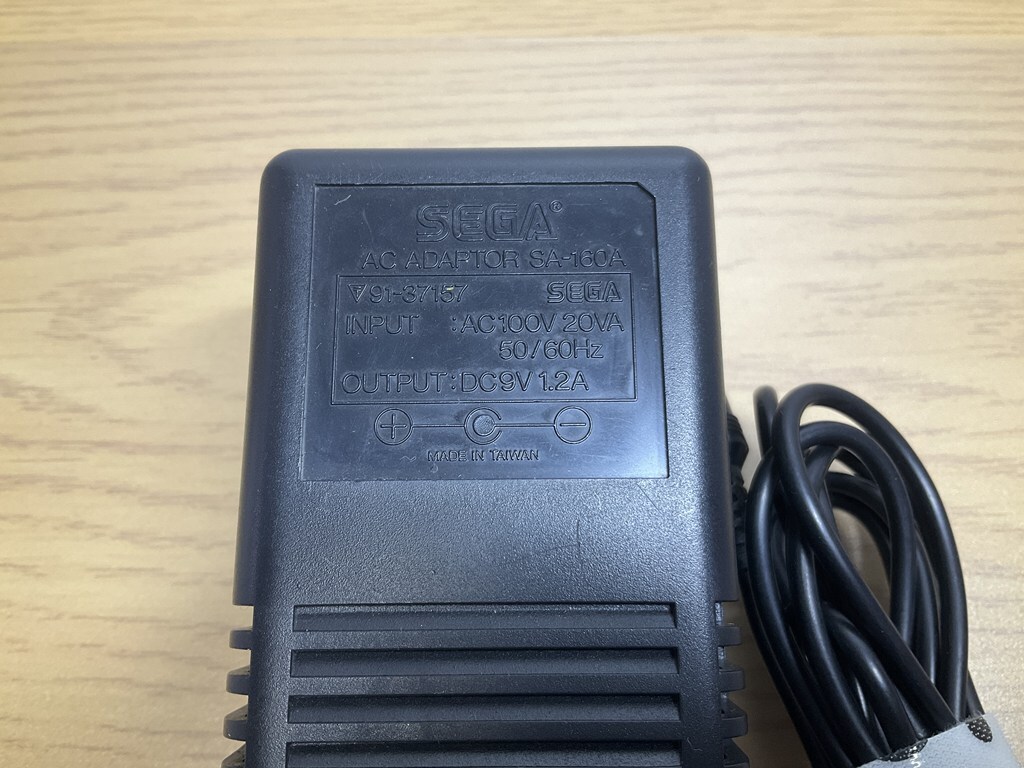 SEGA®
AC ADAPTOR SA-160A
▽91-37157 SEGA
INPUT :AC100V 20VA
50/60Hz
OUTPUT:DC9V 1.2A
MADE IN TAIWAN